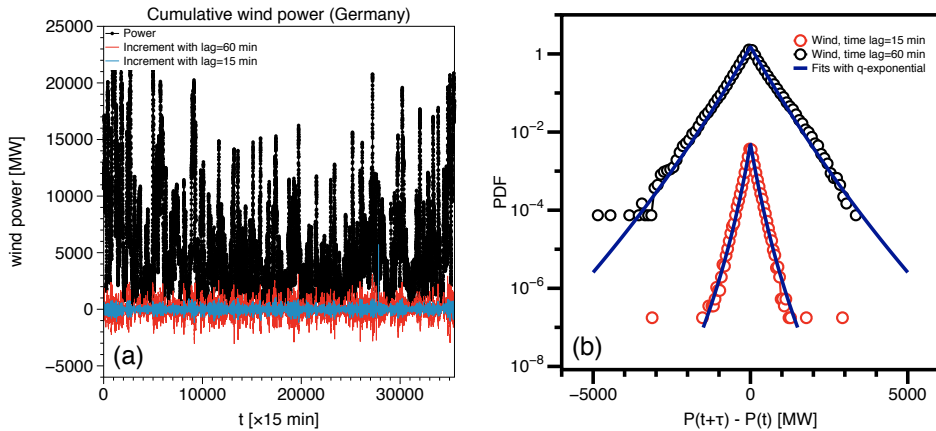 Cumulative wind power (Germany)
Power
Increment with lag=60 min
Increment with lag=15 min
wind power [MW]
25000
20000
15000
10000
5000
0
−5000
(a)
0
10000
20000
30000
t [×15 min]
Wind, time lag=15 min
Wind, time lag=60 min
Fits with q-exponential
PDF
1
10⁻²
10⁻⁴
10⁻⁶
10⁻⁸
(b)
−5000
0
5000
P(t+τ) - P(t) [MW]